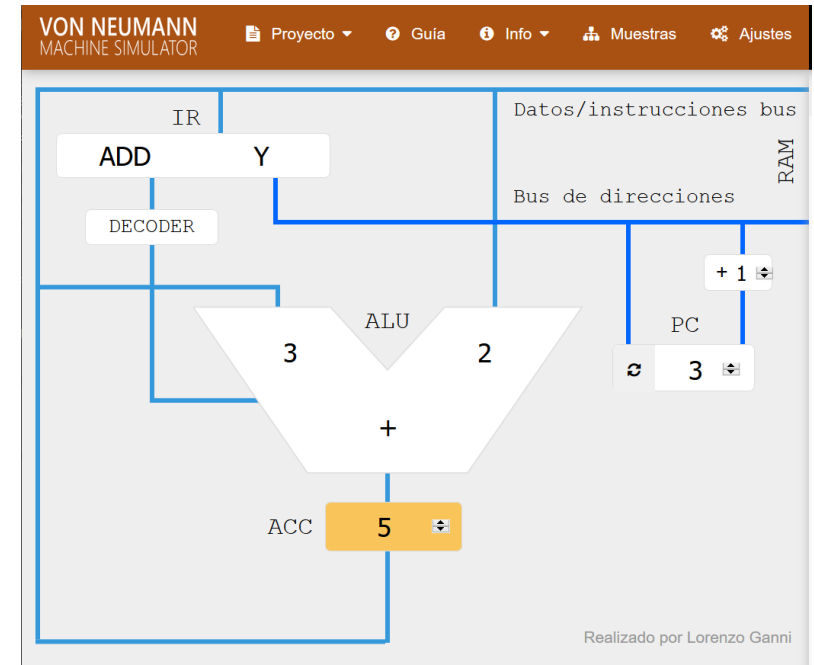 VON NEUMANN
MACHINE SIMULATOR
Proyecto
Guía
Info
Muestras
Ajustes
IR
Datos/instrucciones bus
RAM
ADD Y
Bus de direcciones
DECODER
+ 1
ALU
PC
3
2
3
+
ACC
5
Realizado por Lorenzo Ganni